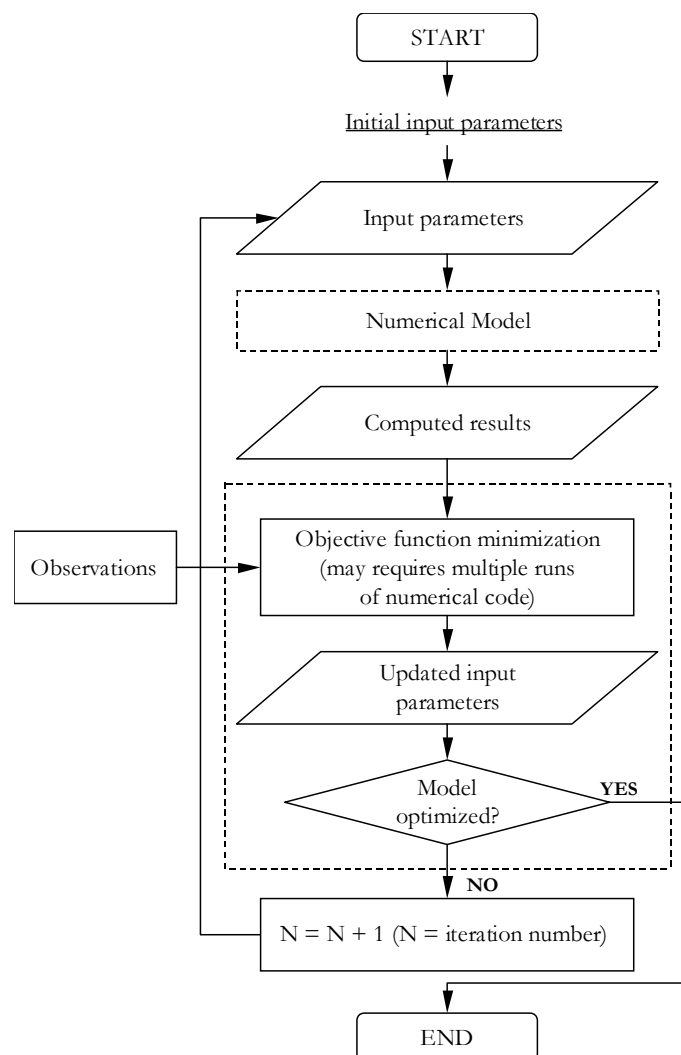 START
Initial input parameters
Input parameters
Numerical Model
Computed results
Observations
Objective function minimization
(may requires multiple runs
of numerical code)
Updated input
parameters
Model
optimized?
YES
NO
N = N + 1 (N = iteration number)
END